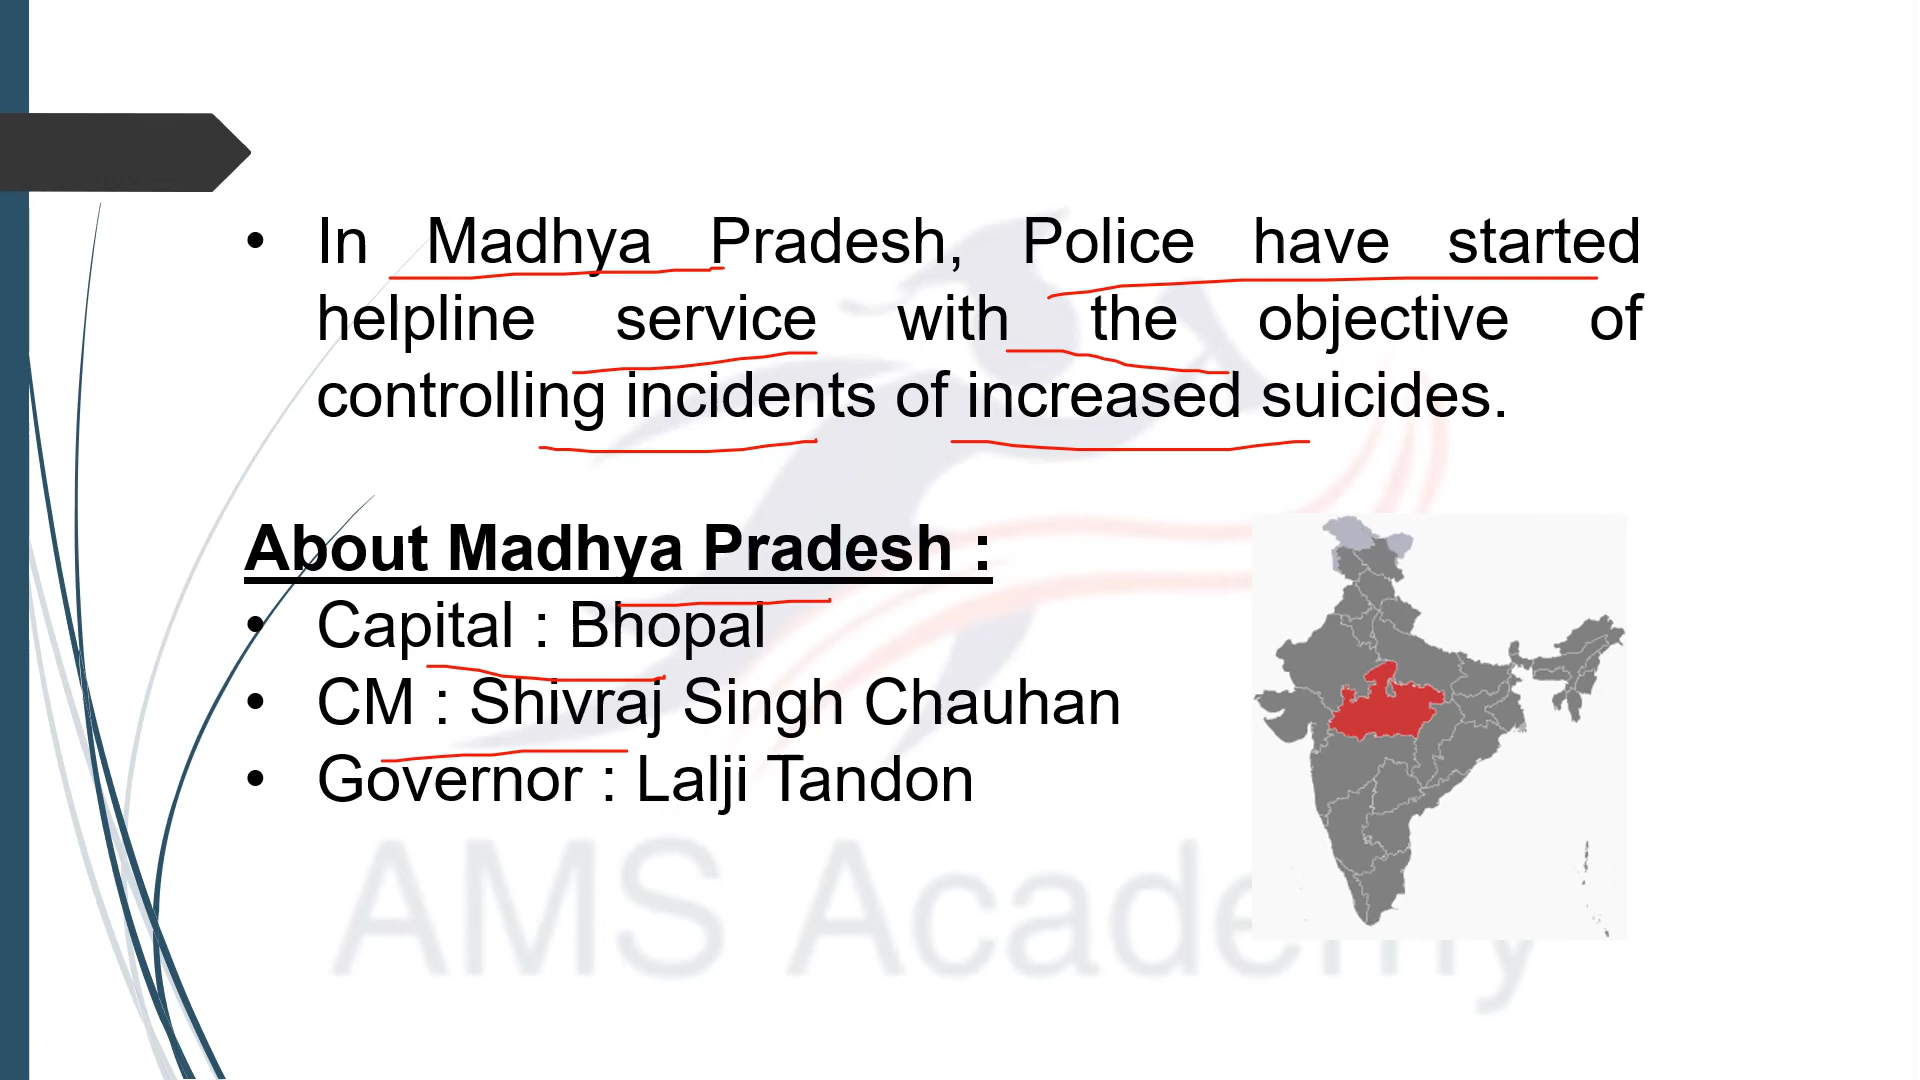 • In Madhya Pradesh, Police have started
helpline service with the objective of
controlling incidents of increased suicides.
About Madhya Pradesh :
• Capital : Bhopal
• CM : Shivraj Singh Chauhan
• Governor : Lalji Tandon
AMS Academy